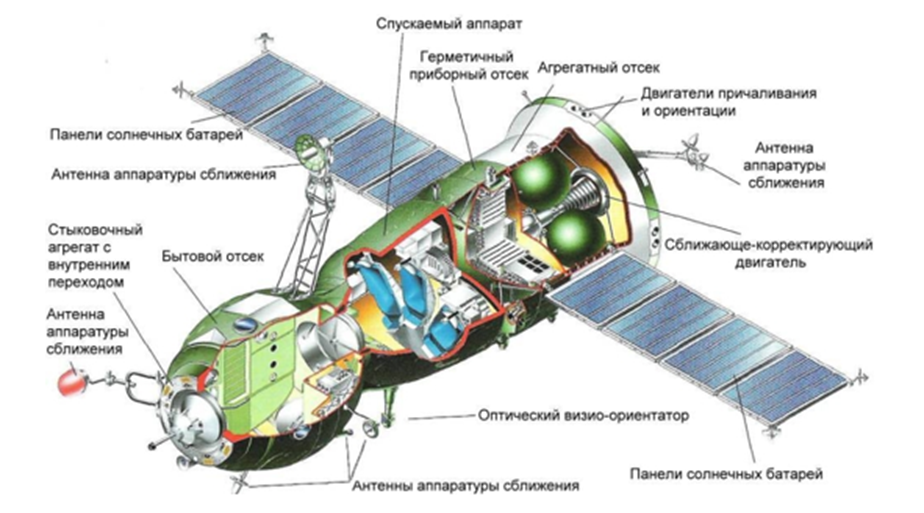 Спускаемый аппарат
Герметичный
приборный отсек
Агрегатный отсек
Двигатели причаливания
и ориентации
Панели солнечных батарей
Антенна аппаратуры сближения
Антенна
аппаратуры
сближения
Стыковочный
агрегат с
внутренним
переходом
Бытовой отсек
Сближающе-корректирующий
двигатель
Антенна
аппаратуры
сближения
Оптический визио-ориентатор
Панели солнечных батарей
Антенны аппаратуры сближения